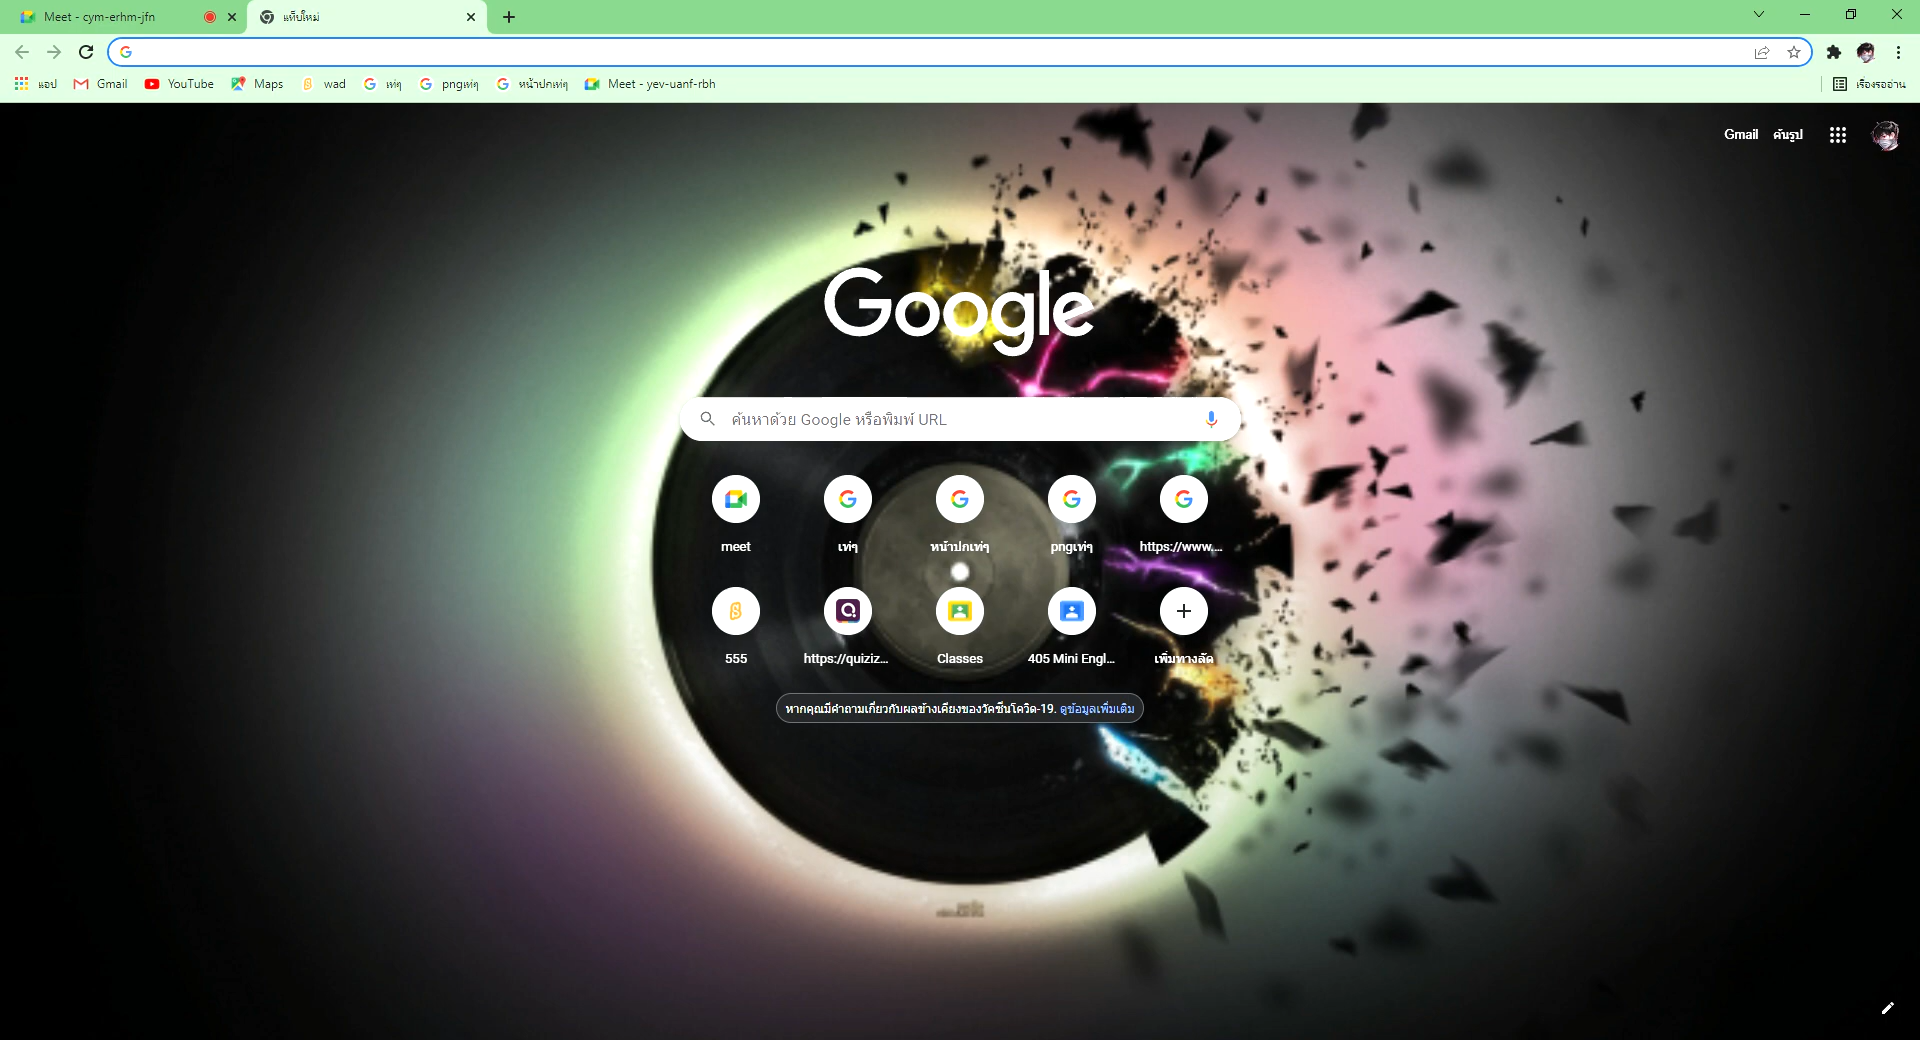 Meet - cym-erhm-jfn
แท็บใหม่
แอป
Gmail
YouTube
Maps
wad
เท่ๆ
pngเท่ๆ
หน้าปกเท่ๆ
Meet - yev-uanf-rbh
เรื่องรออ่าน
Gmail
ค้นรูป
Google
ค้นหาด้วย Google หรือพิมพ์ URL
meet
เท่ๆ
หน้าปกเท่ๆ
pngเท่ๆ
https://www....
555
https://quiziz...
Classes
405 Mini Engl...
เพิ่มทางลัด
หากคุณมีคำถามเกี่ยวกับผลข้างเคียงของวัคซีนโควิด-19. ดูข้อมูลเพิ่มเติม